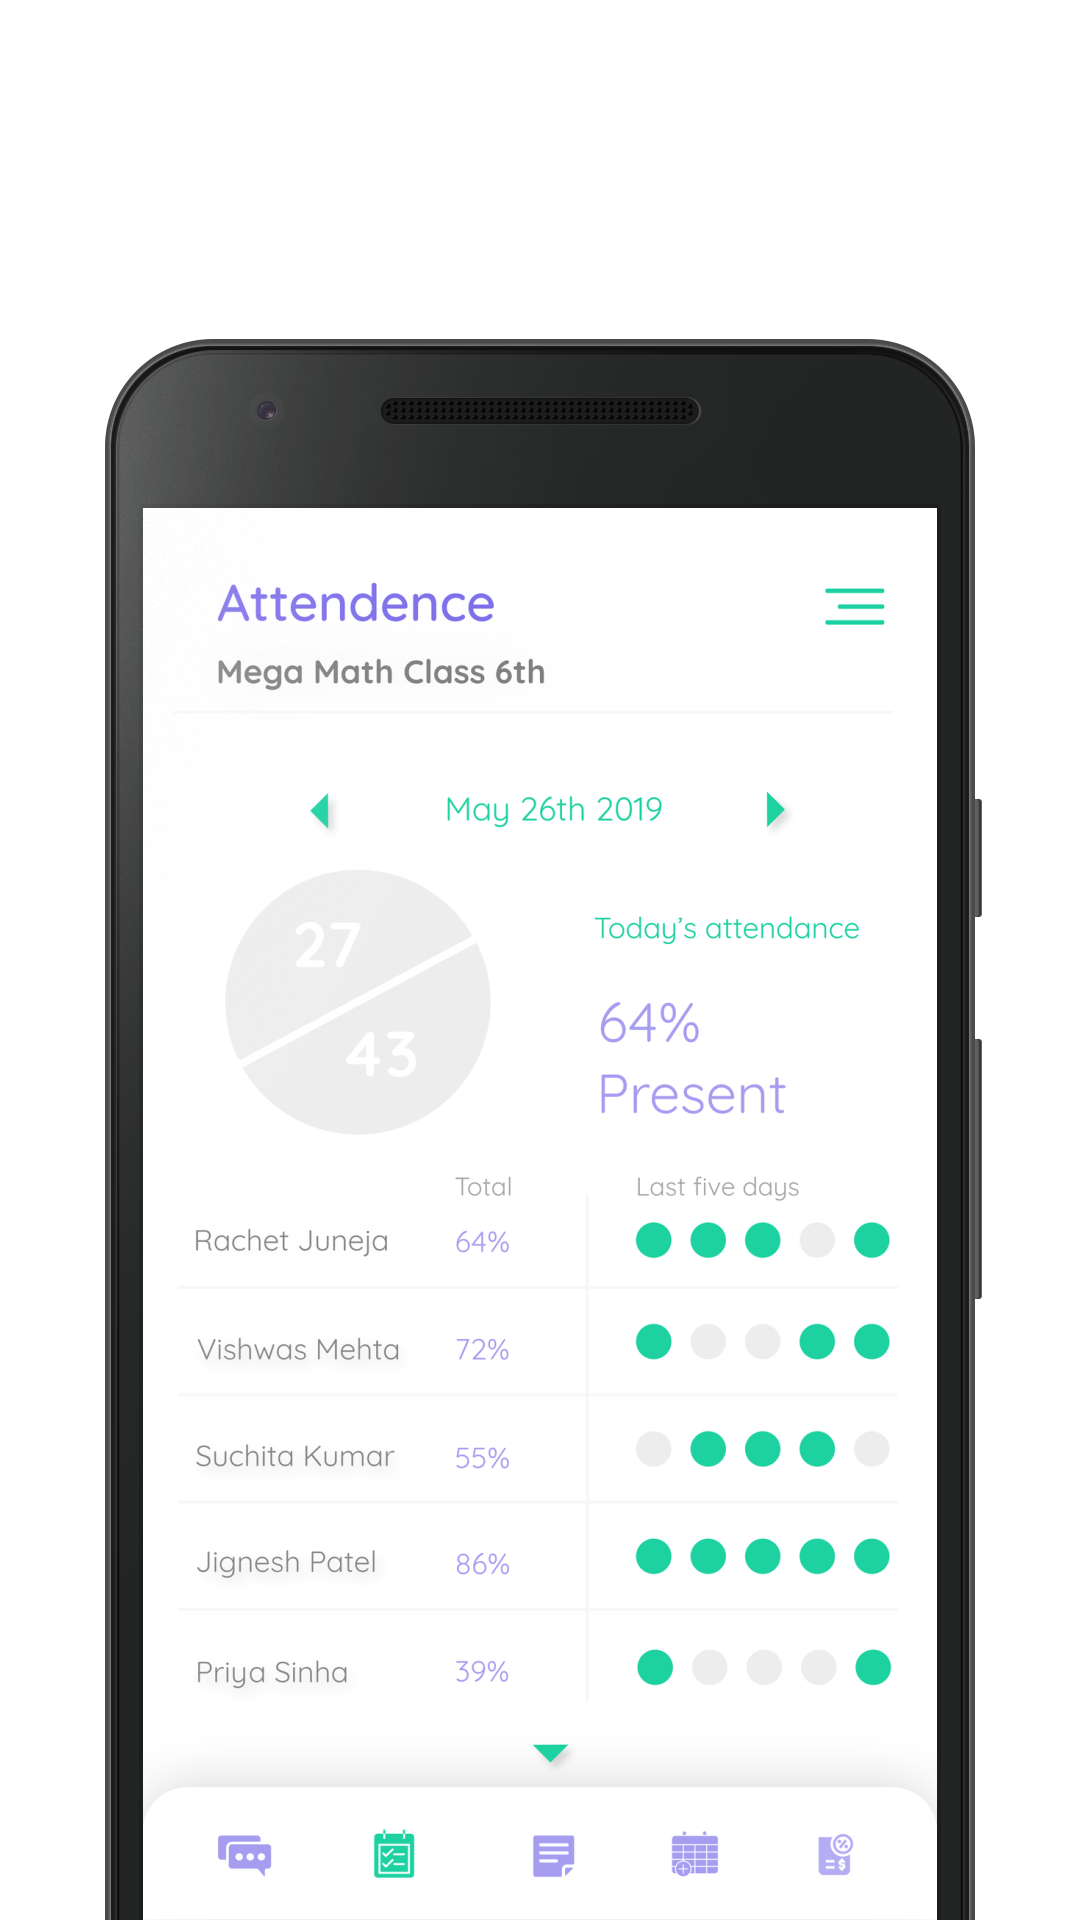 Attendence
Mega Math Class 6th
May 26th 2019
27
43
Today's attendance
64%
Present
Total Last five days
Rachet Juneja 64%
Vishwas Mehta 72%
Suchita Kumar 55%
Jignesh Patel 86%
Priya Sinha 39%